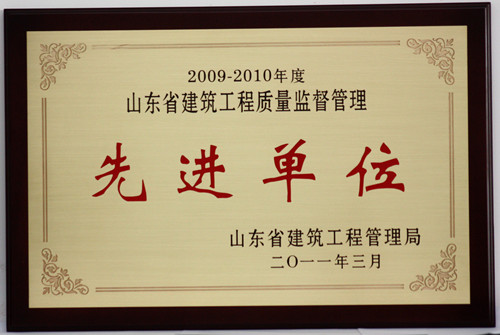 2009-2010年度
山东省建筑工程质量监督管理
先进单位
山东省建筑工程管理局
二〇一一年三月